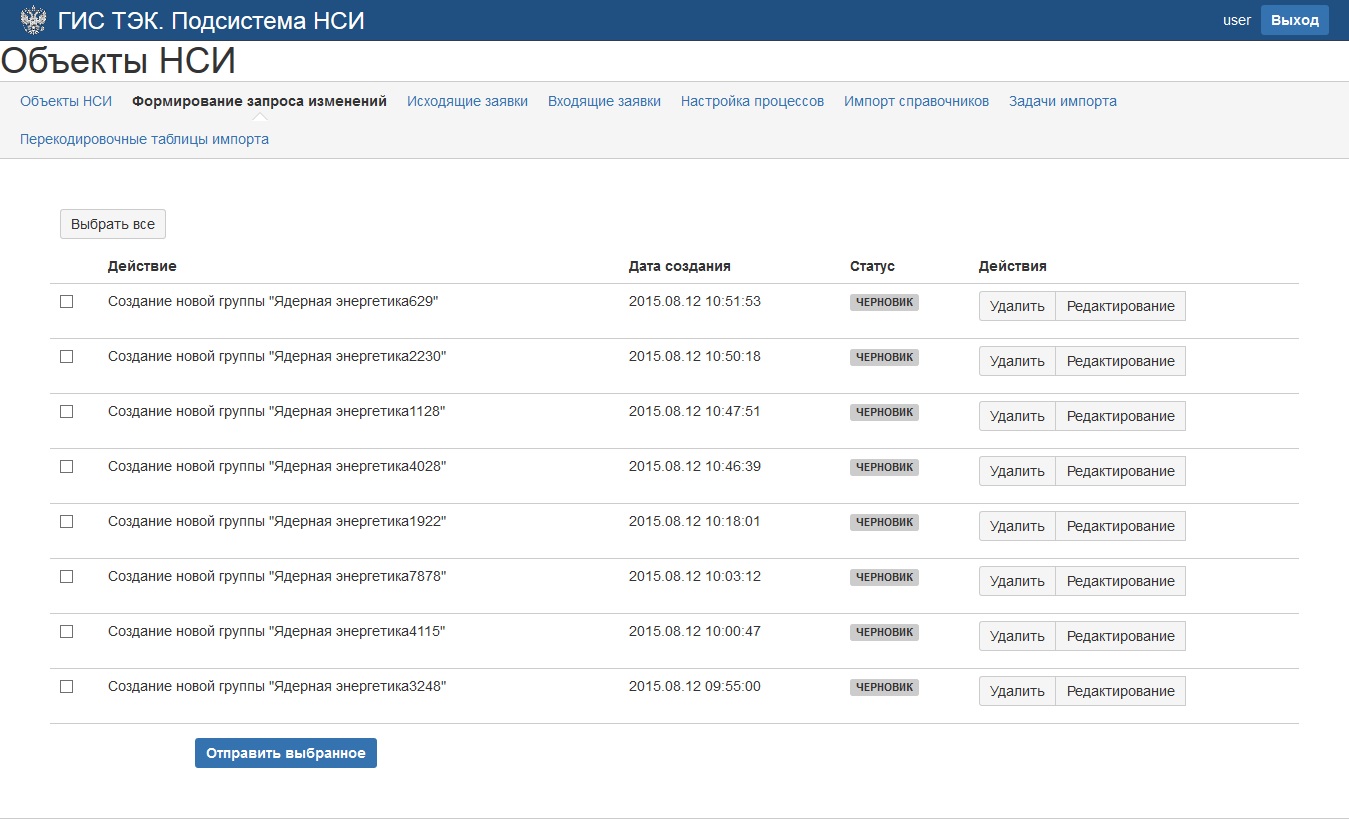 ГИС ТЭК. Подсистема НСИ
user Выход
Объекты НСИ
Объекты НСИ Формирование запроса изменений Исходящие заявки Входящие заявки Настройка процессов Импорт справочников Задачи импорта
Перекодировочные таблицы импорта
Выбрать все
Действие Дата создания Статус Действия
Создание новой группы "Ядерная энергетика629" 2015.08.12 10:51:53 ЧЕРНОВИК Удалить Редактирование
Создание новой группы "Ядерная энергетика2230" 2015.08.12 10:50:18 ЧЕРНОВИК Удалить Редактирование
Создание новой группы "Ядерная энергетика1128" 2015.08.12 10:47:51 ЧЕРНОВИК Удалить Редактирование
Создание новой группы "Ядерная энергетика4028" 2015.08.12 10:46:39 ЧЕРНОВИК Удалить Редактирование
Создание новой группы "Ядерная энергетика1922" 2015.08.12 10:18:01 ЧЕРНОВИК Удалить Редактирование
Создание новой группы "Ядерная энергетика7878" 2015.08.12 10:03:12 ЧЕРНОВИК Удалить Редактирование
Создание новой группы "Ядерная энергетика4115" 2015.08.12 10:00:47 ЧЕРНОВИК Удалить Редактирование
Создание новой группы "Ядерная энергетика3248" 2015.08.12 09:55:00 ЧЕРНОВИК Удалить Редактирование
Отправить выбранное